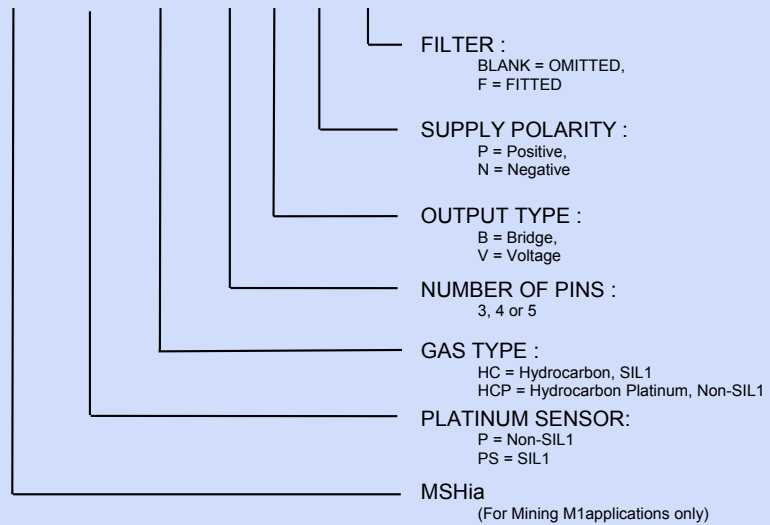 FILTER :
BLANK = OMITTED,
F = FITTED
SUPPLY POLARITY :
P = Positive,
N = Negative
OUTPUT TYPE :
B = Bridge,
V = Voltage
NUMBER OF PINS :
3, 4 or 5
GAS TYPE :
HC = Hydrocarbon, SIL1
HCP = Hydrocarbon Platinum, Non-SIL1
PLATINUM SENSOR:
P = Non-SIL1
PS = SIL1
MSHia
(For Mining M1applications only)